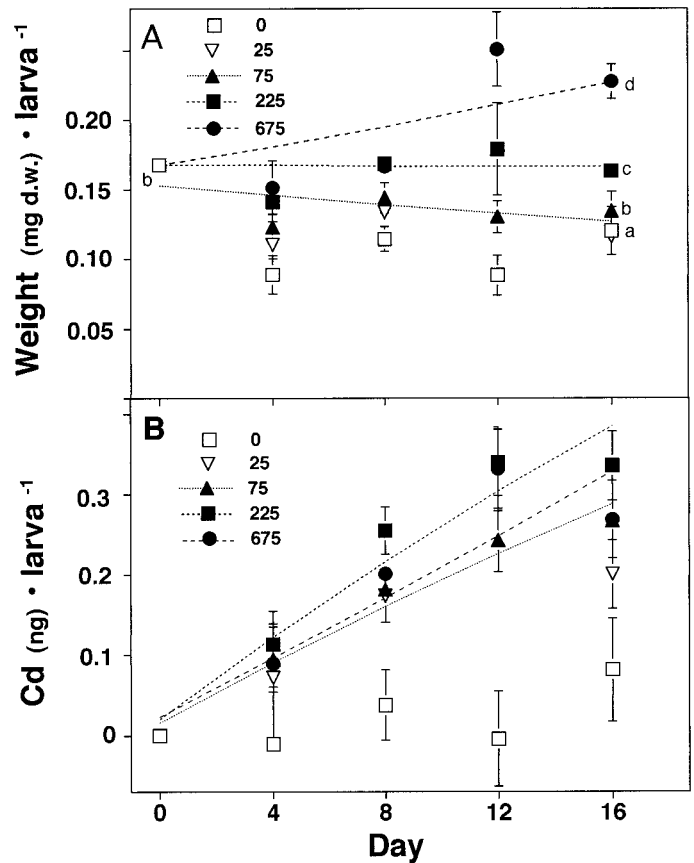 A
0
25
75
225
675
0.20
0.15
0.10
0.05
Weight (mg d.w.) • larva⁻¹
b
d
c
b
a
B
0
25
75
225
675
0.3
0.2
0.1
0
Cd (ng) • larva⁻¹
0 4 8 12 16
Day